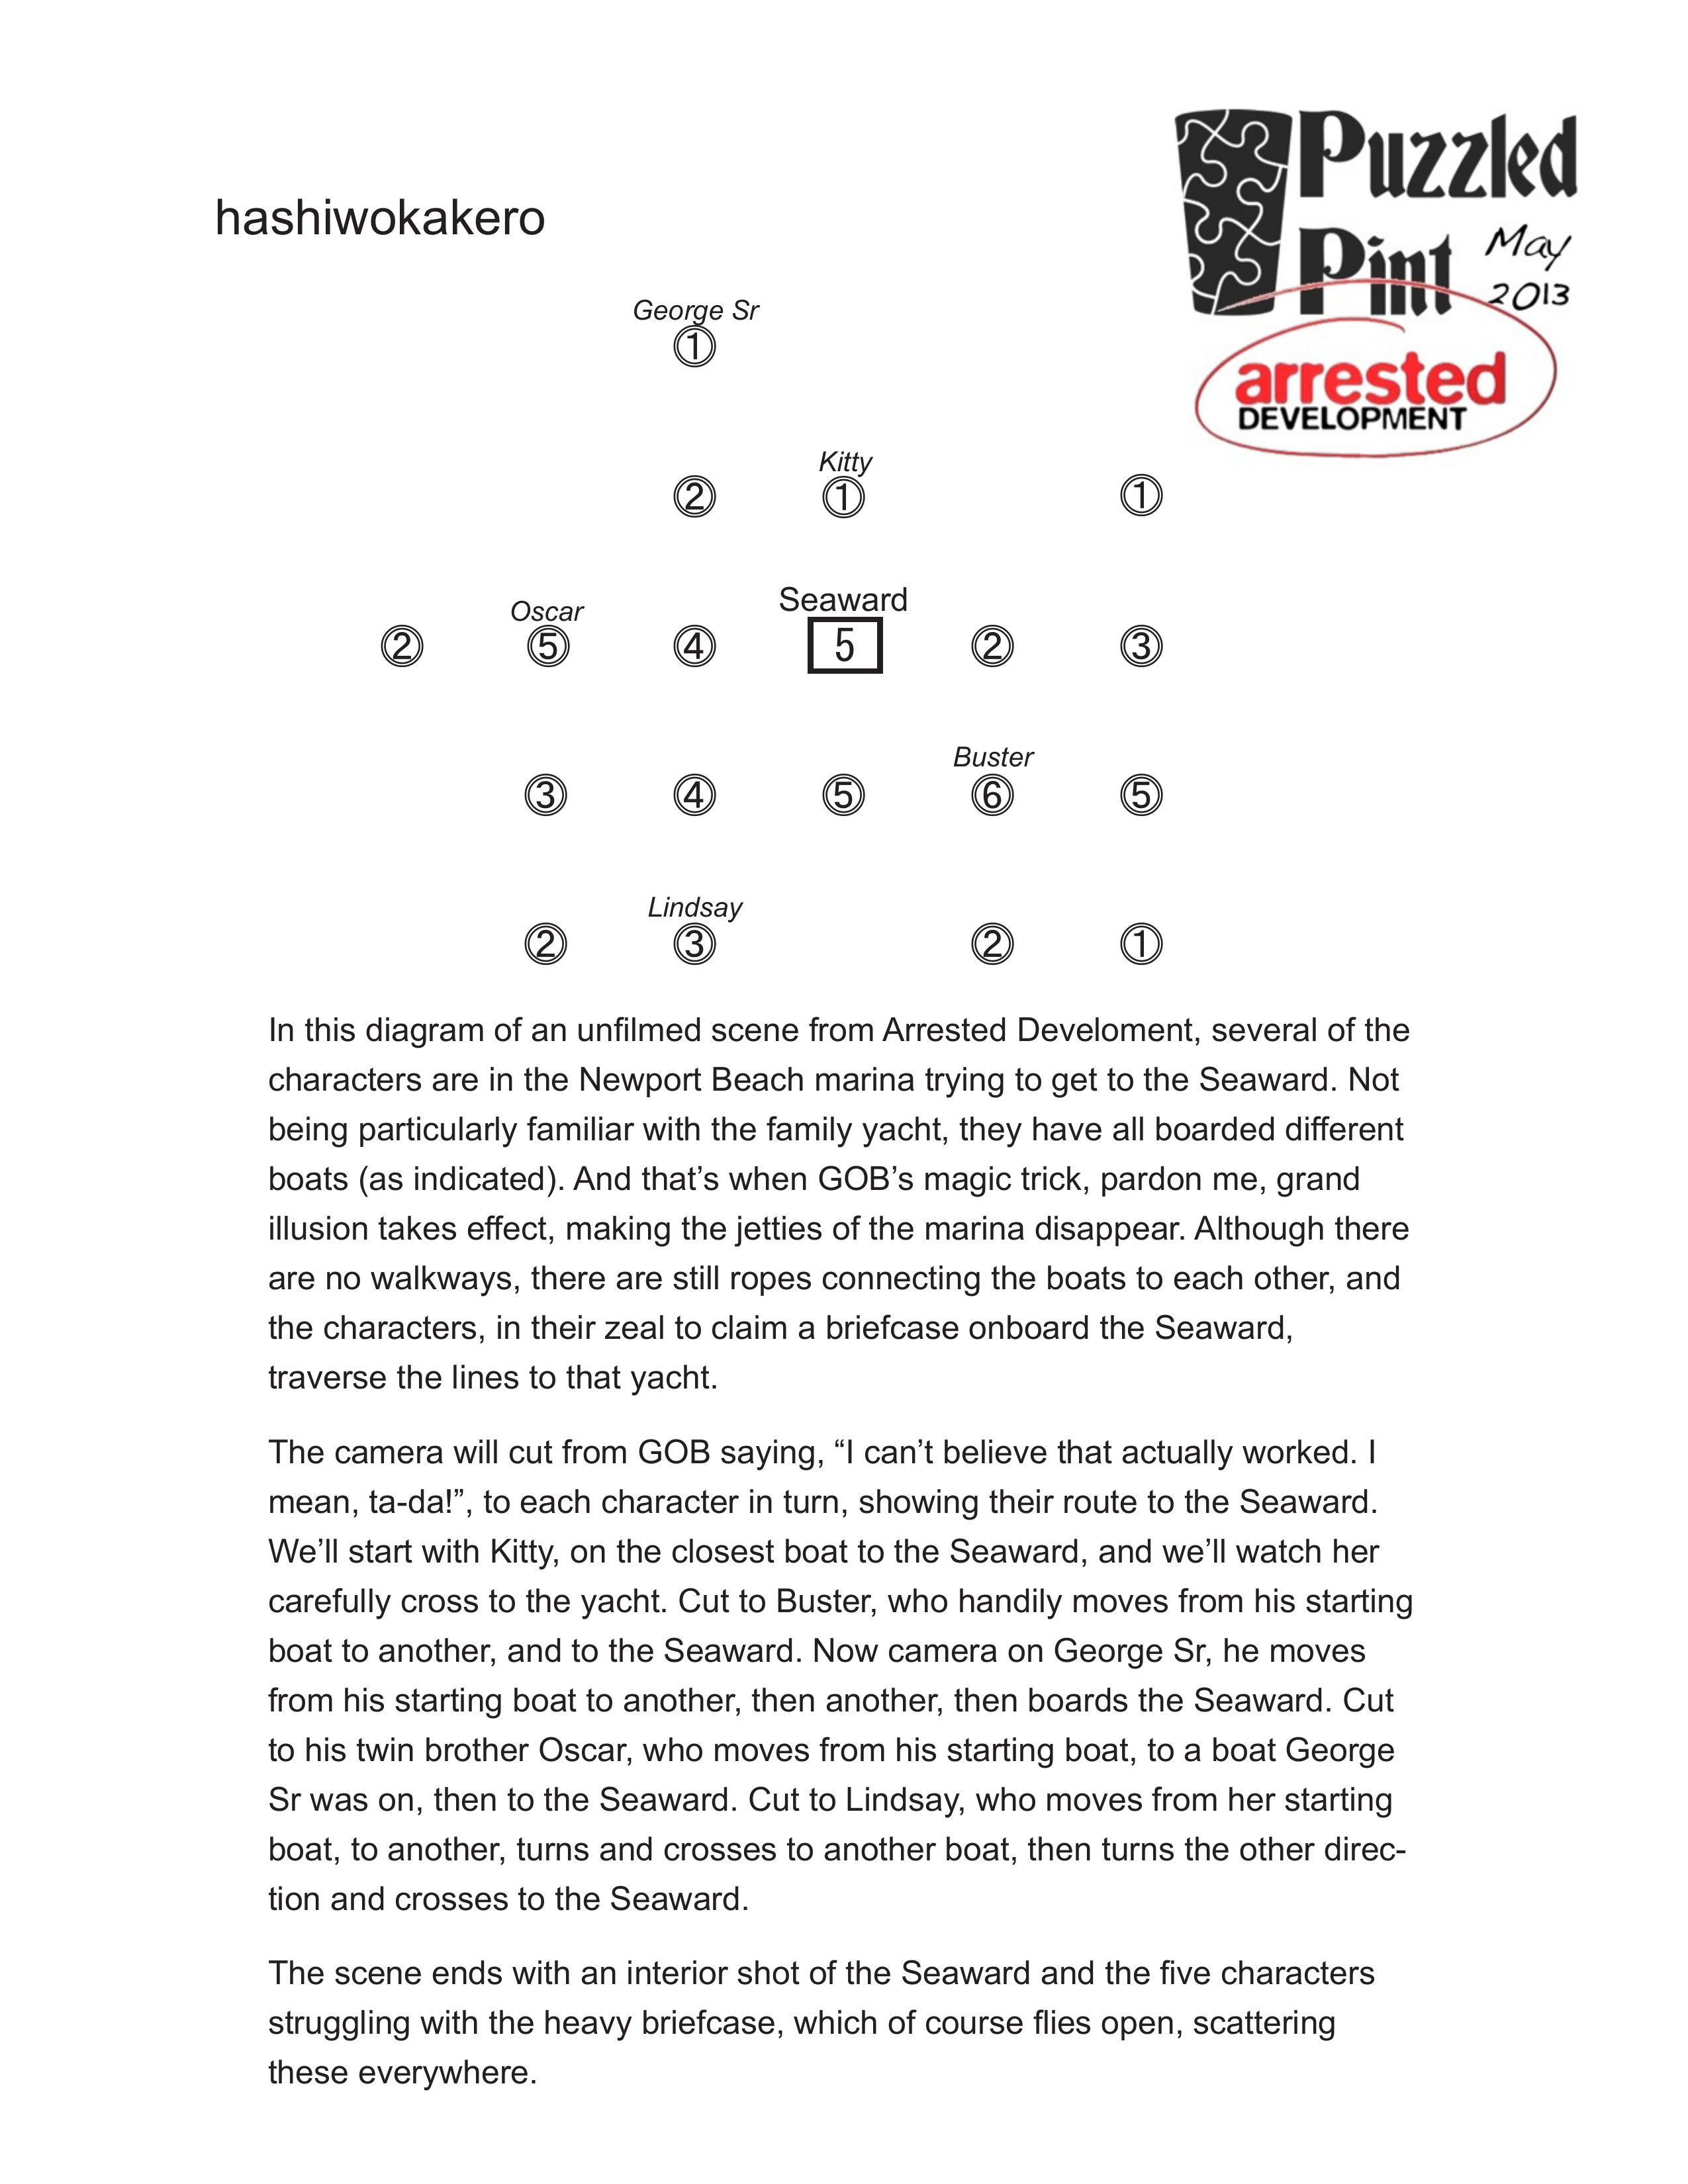 Puzzled
Pint
May
2013
arrested
DEVELOPMENT
hashiwokakero
George Sr
1
Kitty
2 1 1
Seaward
Oscar
2 5 4 5 2 3
Buster
3 4 5 6 5
Lindsay
2 3 2 1
In this diagram of an unfilmed scene from Arrested Develoment, several of the
characters are in the Newport Beach marina trying to get to the Seaward. Not
being particularly familiar with the family yacht, they have all boarded different
boats (as indicated). And that’s when GOB’s magic trick, pardon me, grand
illusion takes effect, making the jetties of the marina disappear. Although there
are no walkways, there are still ropes connecting the boats to each other, and
the characters, in their zeal to claim a briefcase onboard the Seaward,
traverse the lines to that yacht.
The camera will cut from GOB saying, “I can’t believe that actually worked. I
mean, ta-da!”, to each character in turn, showing their route to the Seaward.
We’ll start with Kitty, on the closest boat to the Seaward, and we’ll watch her
carefully cross to the yacht. Cut to Buster, who handily moves from his starting
boat to another, and to the Seaward. Now camera on George Sr, he moves
from his starting boat to another, then another, then boards the Seaward. Cut
to his twin brother Oscar, who moves from his starting boat, to a boat George
Sr was on, then to the Seaward. Cut to Lindsay, who moves from her starting
boat, to another, turns and crosses to another boat, then turns the other direc-
tion and crosses to the Seaward.
The scene ends with an interior shot of the Seaward and the five characters
struggling with the heavy briefcase, which of course flies open, scattering
these everywhere.